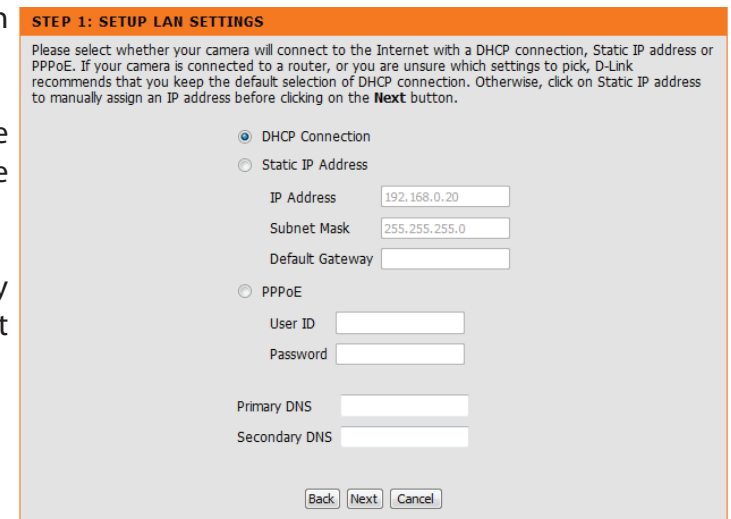 n
STEP 1: SETUP LAN SETTINGS
Please select whether your camera will connect to the Internet with a DHCP connection, Static IP address or
PPPoE. If your camera is connected to a router, or you are unsure which settings to pick, D-Link
recommends that you keep the default selection of DHCP connection. Otherwise, click on Static IP address
to manually assign an IP address before clicking on the Next button.
e
e
y
t
DHCP Connection
Static IP Address
IP Address 192.168.0.20
Subnet Mask 255.255.255.0
Default Gateway
PPPoE
User ID
Password
Primary DNS
Secondary DNS
Back Next Cancel